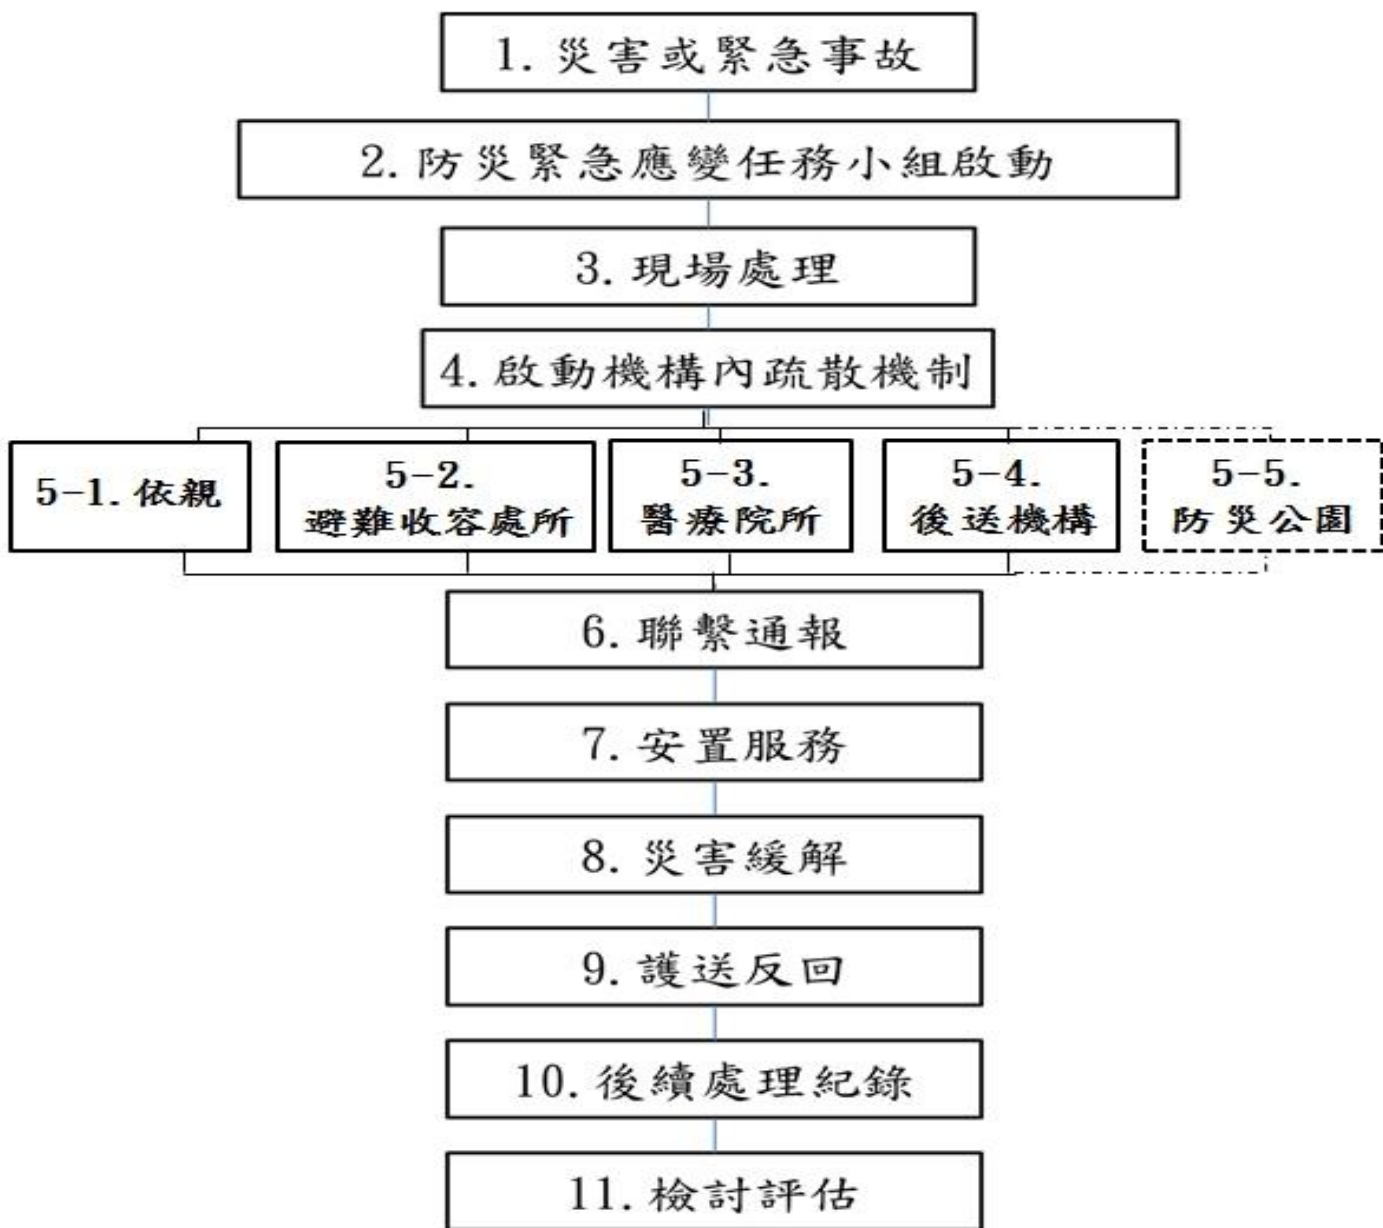 1. 災害或緊急事故
2. 防災緊急應變任務小組啟動
3. 現場處理
4. 啟動機構內疏散機制
5-1. 依親
5-2.
避難收容處所
5-3.
醫療院所
5-4.
後送機構
5-5.
防災公園
6. 聯繫通報
7. 安置服務
8. 災害緩解
9. 護送反回
10. 後續處理紀錄
11. 檢討評估